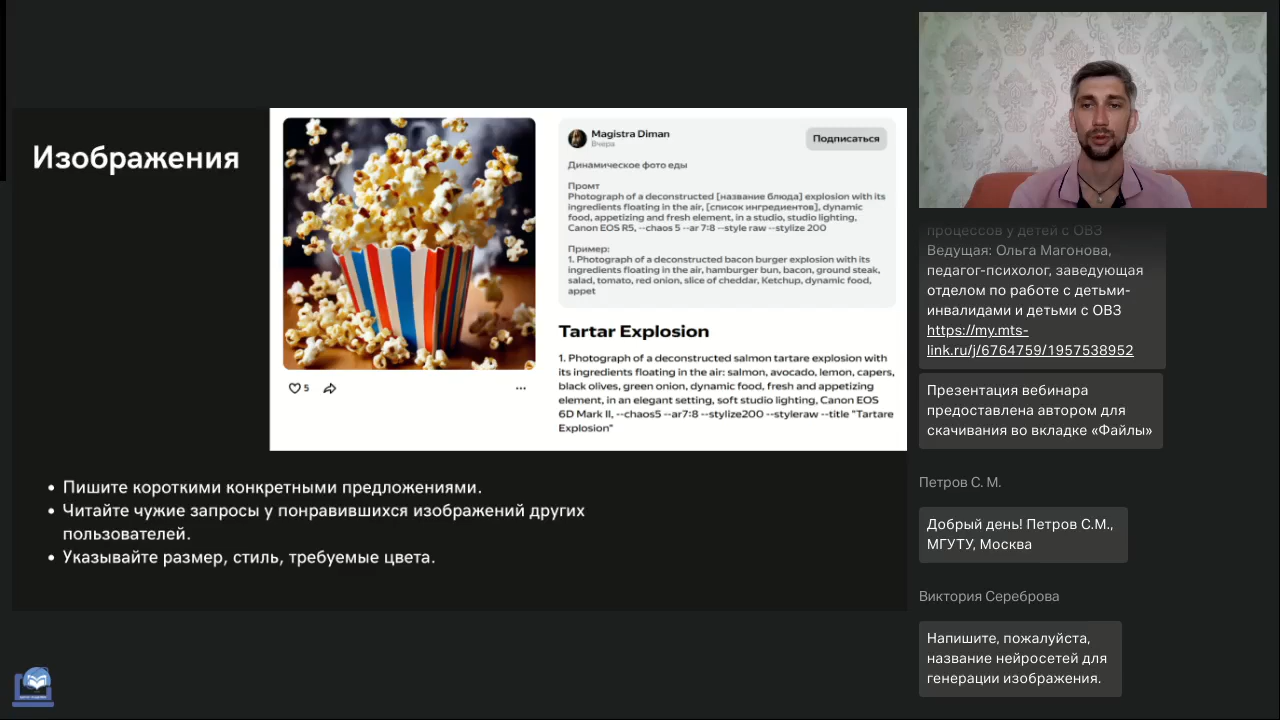 Изображения
Magistra Diman
Вчера
Подписаться
Динамическое фото еды
Промт
Photograph of a deconstructed [название блюда] explosion with its
ingredients floating in the air, [список ингредиентов], dynamic
food, appetizing and fresh element, in a studio, studio lighting,
Canon EOS R5, --chaos 5 --ar 7:8 --style raw --stylize 200
Пример:
1. Photograph of a deconstructed bacon burger explosion with its
ingredients floating in the air, hamburger bun, bacon, ground steak,
salad, tomato, red onion, slice of cheddar, Ketchup, dynamic food,
appet
5
Tartar Explosion
1. Photograph of a deconstructed salmon tartare explosion with
its ingredients floating in the air: salmon, avocado, lemon, capers,
black olives, green onion, dynamic food, fresh and appetizing
element, in an elegant setting, soft studio lighting, Canon EOS
6D Mark II, --chaos5 --ar7:8 --stylize200 --styleraw --title "Tartare
Explosion"
• Пишите короткими конкретными предложениями.
• Читайте чужие запросы у понравившихся изображений других
пользователей.
• Указывайте размер, стиль, требуемые цвета.
процессов у детей с ОВЗ
Ведущая: Ольга Магонова,
педагог-психолог, заведующая
отделом по работе с детьми-
инвалидами и детьми с ОВЗ
https://my.mts-
link.ru/j/6764759/1957538952
Презентация вебинара
предоставлена автором для
скачивания во вкладке «Файлы»
Петров С. М.
Добрый день! Петров С.М.,
МГУТУ, Москва
Виктория Сереброва
Напишите, пожалуйста,
название нейросетей для
генерации изображения.